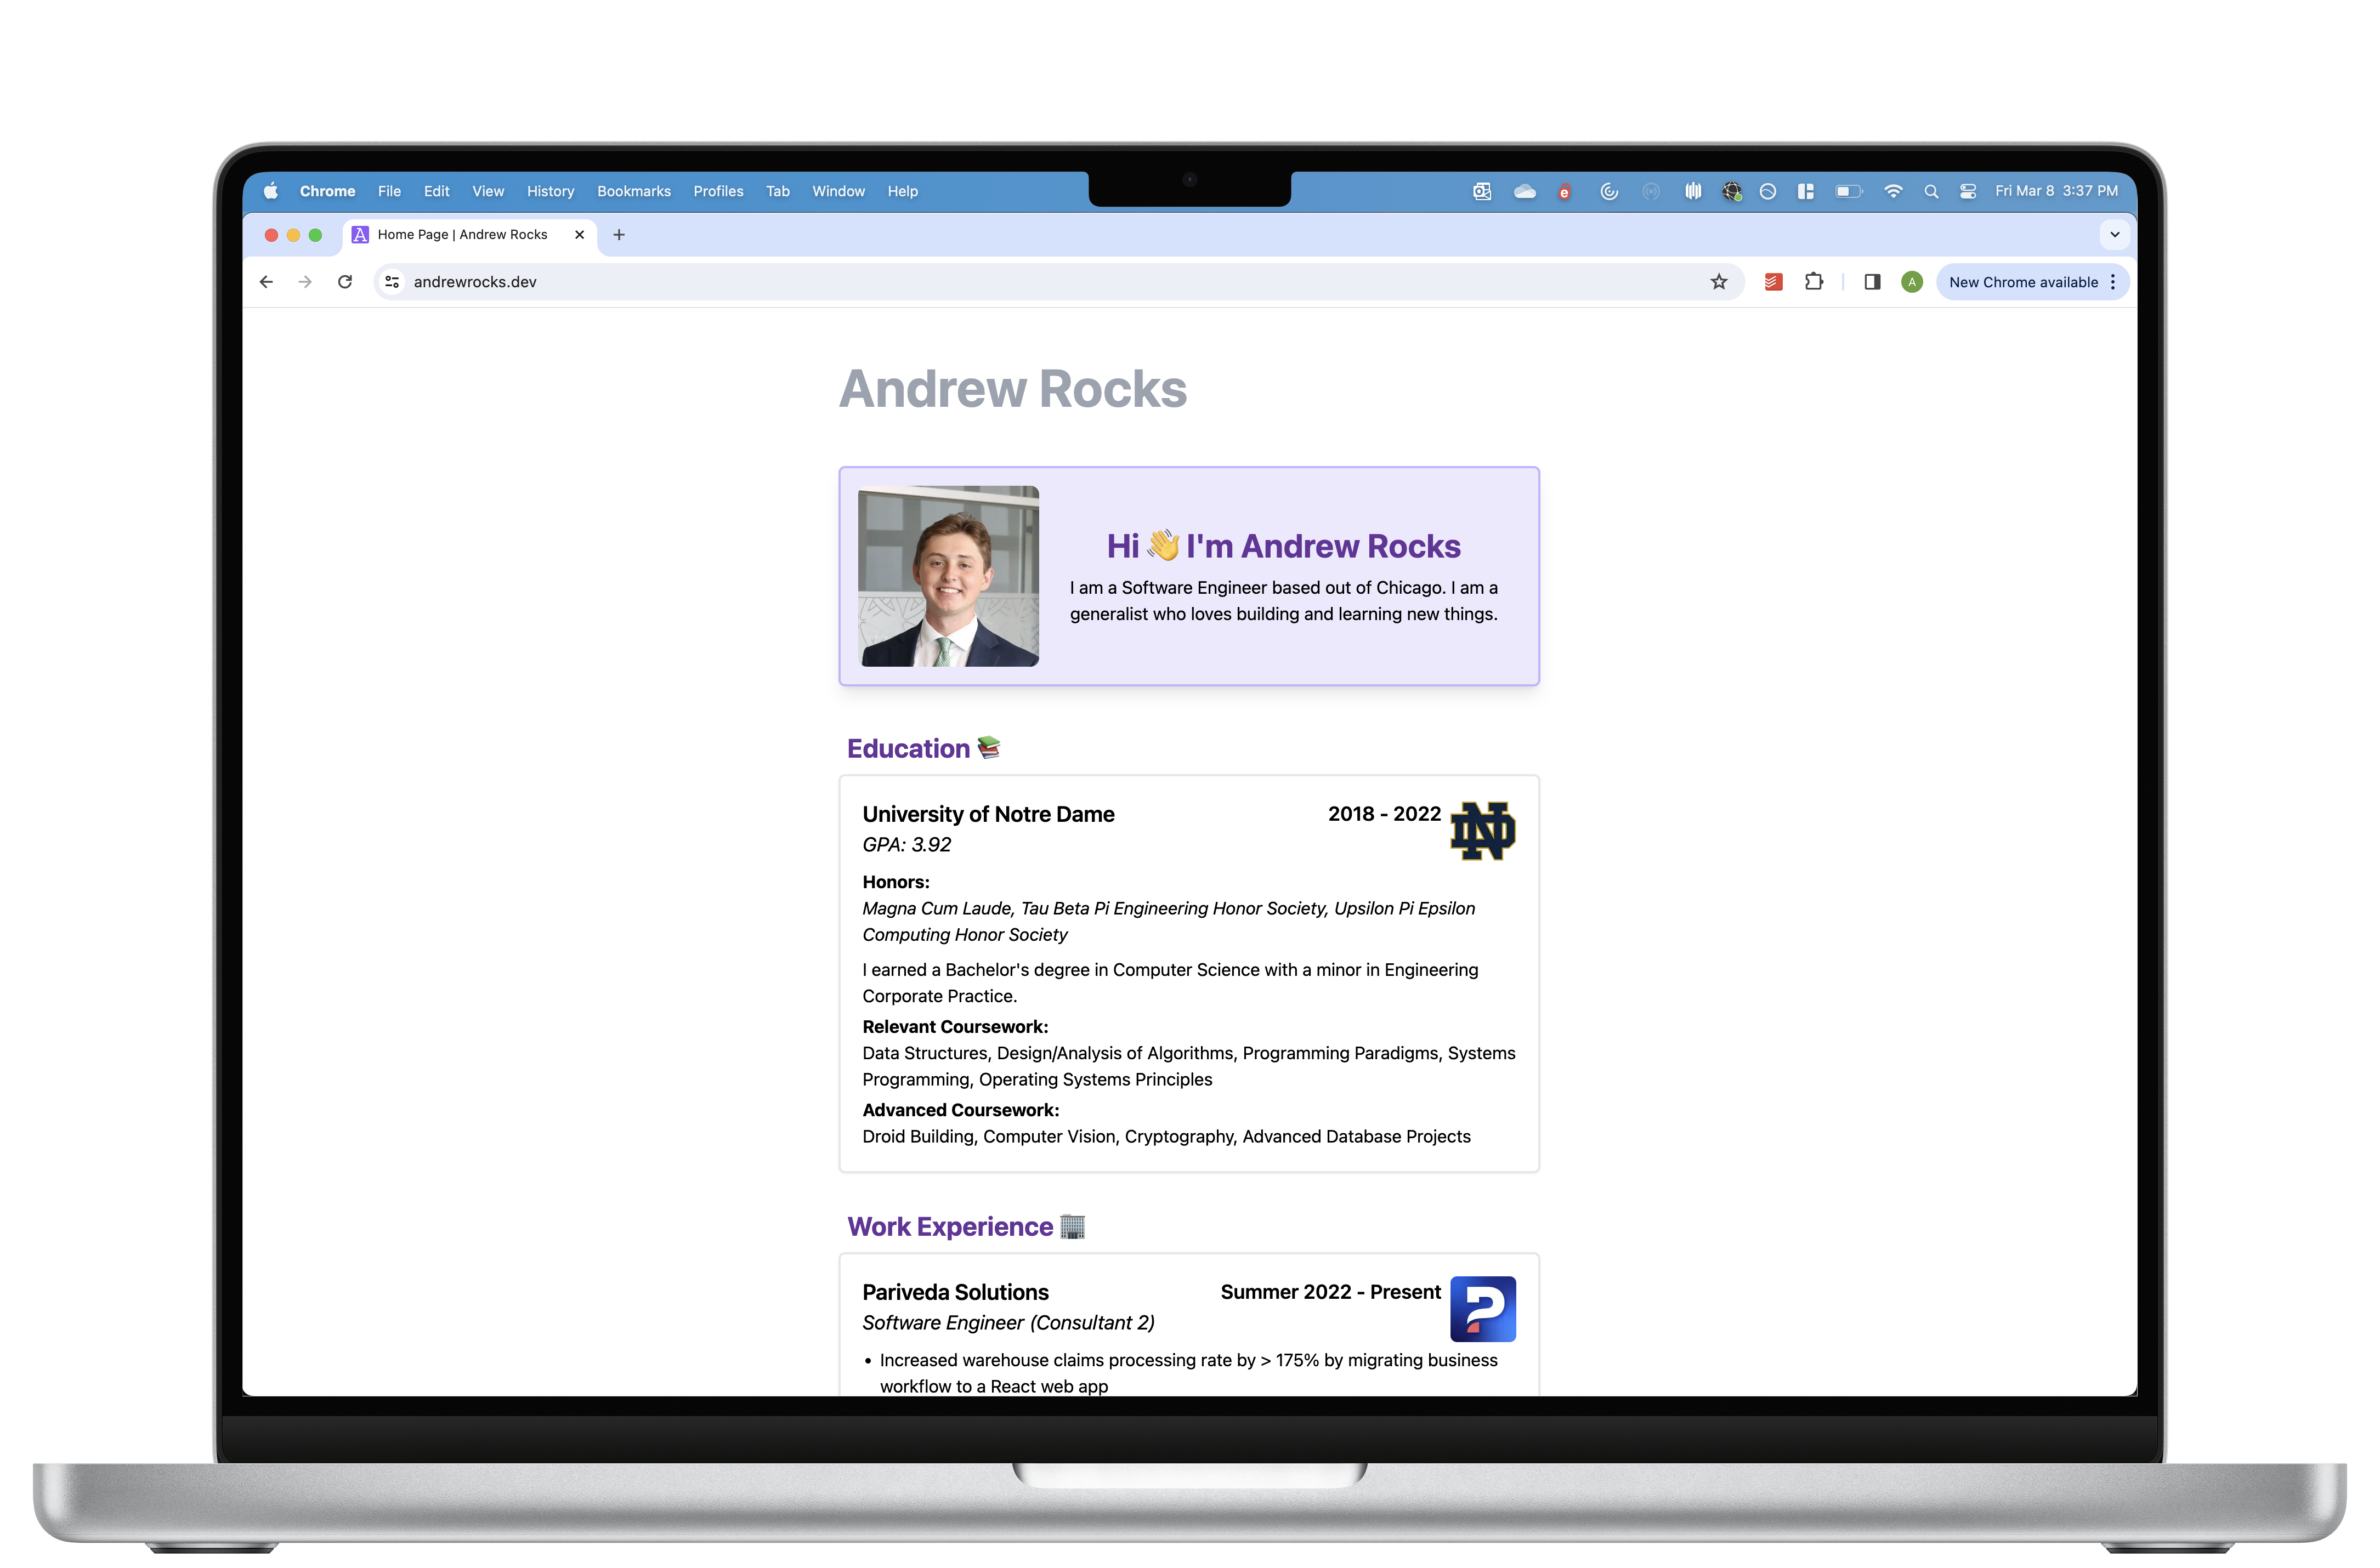 Chrome File Edit View History Bookmarks Profiles Tab Window Help
Fri Mar 8 3:37 PM
Home Page | Andrew Rocks
andrewrocks.dev
A
New Chrome available
Andrew Rocks
Hi 👋 I'm Andrew Rocks
I am a Software Engineer based out of Chicago. I am a
generalist who loves building and learning new things.
Education 📚
University of Notre Dame
2018 - 2022
ND
GPA: 3.92
Honors:
Magna Cum Laude, Tau Beta Pi Engineering Honor Society, Upsilon Pi Epsilon
Computing Honor Society
I earned a Bachelor's degree in Computer Science with a minor in Engineering
Corporate Practice.
Relevant Coursework:
Data Structures, Design/Analysis of Algorithms, Programming Paradigms, Systems
Programming, Operating Systems Principles
Advanced Coursework:
Droid Building, Computer Vision, Cryptography, Advanced Database Projects
Work Experience 🏢
Pariveda Solutions
Summer 2022 - Present
Software Engineer (Consultant 2)
• Increased warehouse claims processing rate by > 175% by migrating business
workflow to a React web app